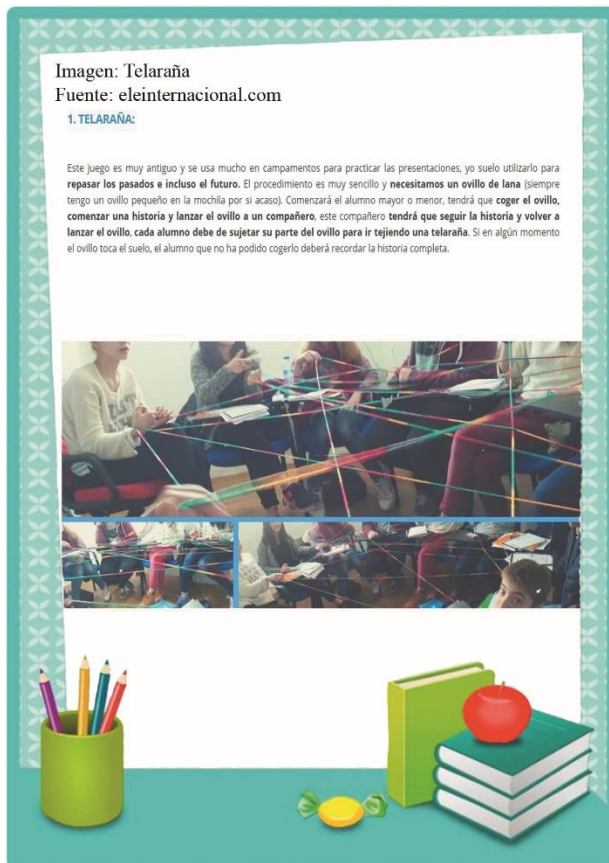 Imagen: Telaraña
Fuente: eleinternacional.com
1. TELARAÑA:
Este juego es muy antiguo y se usa mucho en campamentos para practicar las presentaciones, yo suelo utilizarlo para
repasar los pasados e incluso el futuro. El procedimiento es muy sencillo y necesitamos un ovillo de lana (siempre
tengo un ovillo pequeño en la mochila por si acaso). Comenzará el alumno mayor o menor, tendrá que coger el ovillo,
comenzar una historia y lanzar el ovillo a un compañero, este compañero tendrá que seguir la historia y volver a
lanzar el ovillo, cada alumno debe de sujetar su parte del ovillo para ir tejiendo una telaraña. Si en algún momento
el ovillo toca el suelo, el alumno que no ha podido cogerlo deberá recordar la historia completa.